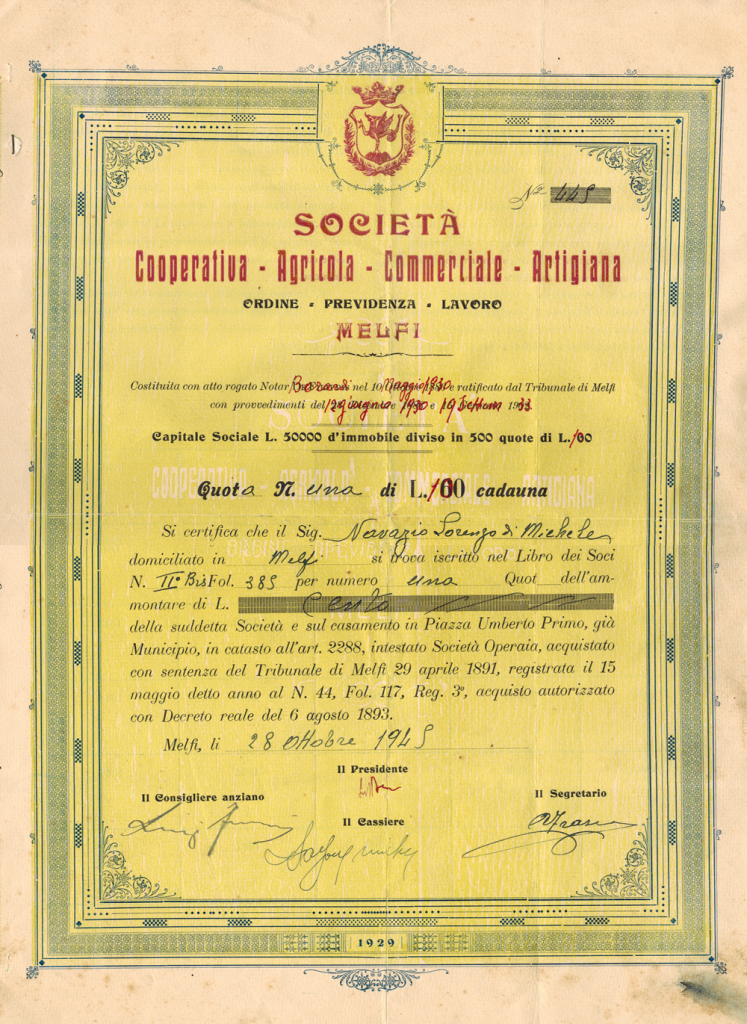 Nº 445
SOCIETÀ
Cooperativa - Agricola - Commerciale - Artigiana
ORDINE - PREVIDENZA - LAVORO
MELFI
Costituita con atto rogato Notar nel 10 Maggio 1930 e ratificato dal Tribunale di Melfi
con provvedimenti del giugno 1930 e 19 33
Capitale Sociale L. 50000 d'immobile diviso in 500 quote di L. 100
Quota N. una di L. 100 cadauna
Si certifica che il Sig. Navazio Lorenzo di Michele
domiciliato in Melfi si trova iscritto nel Libro dei Soci
N. IIº Bis Fol. 385 per numero una Quot dell'am-
montare di L. Cento
della suddetta Società e sul casamento in Piazza Umberto Primo, già
Municipio, in catasto all'art. 2288, intestato Società Operaia, acquistato
con sentenza del Tribunale di Melfi 29 aprile 1891, registrata il 15
maggio detto anno al N. 44, Fol. 117, Reg. 3º, acquisto autorizzato
con Decreto reale del 6 agosto 1893.
Melfi, li 28 Ottobre 1945
Il Presidente
Il Consigliere anziano
Il Segretario
Il Cassiere
Luigi
1929